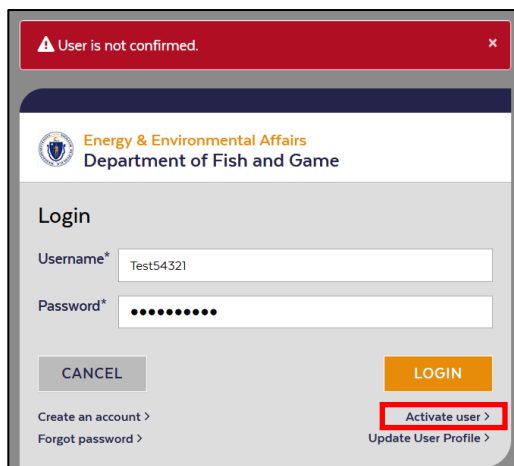 User is not confirmed. ×
Energy & Environmental Affairs
Department of Fish and Game
Login
Username* Test54321
Password* ••••••••••
CANCEL LOGIN
Create an account > Activate user >
Forgot password > Update User Profile >